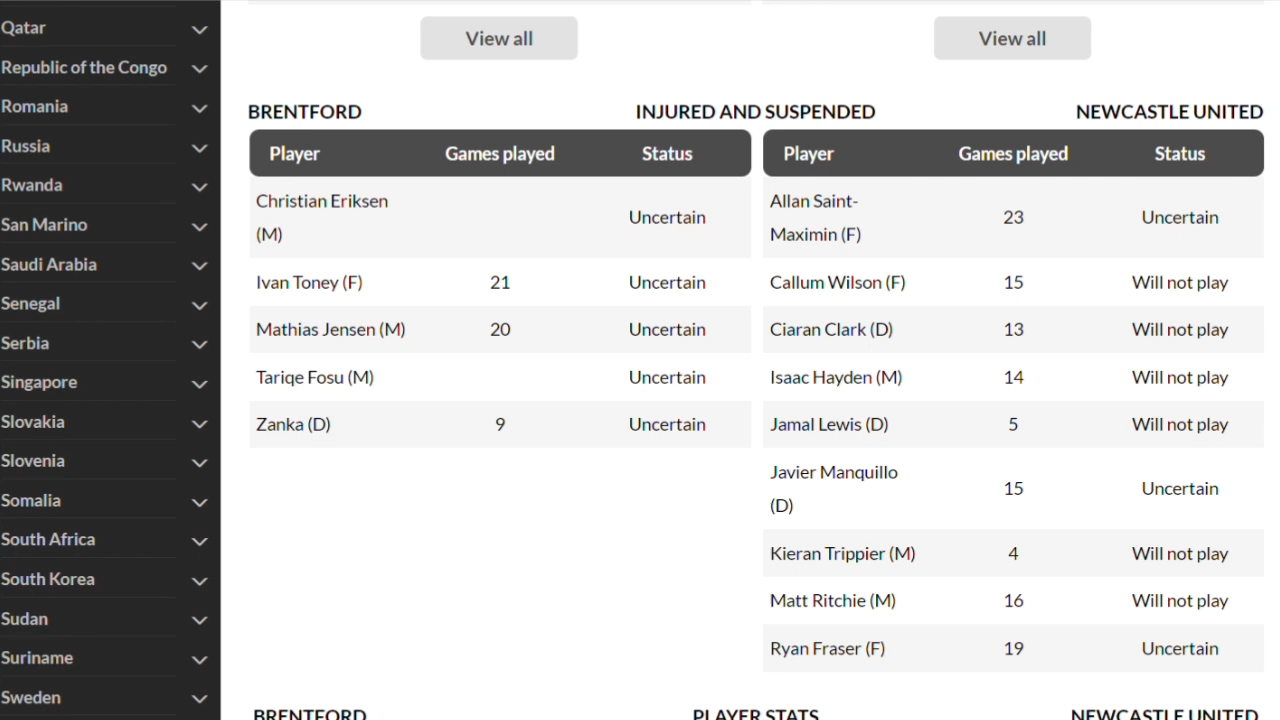 Qatar
Republic of the Congo
Romania
Russia
Rwanda
San Marino
Saudi Arabia
Senegal
Serbia
Singapore
Slovakia
Slovenia
Somalia
South Africa
South Korea
Sudan
Suriname
Sweden
View all View all
BRENTFORD INJURED AND SUSPENDED NEWCASTLE UNITED
Player Games played Status
Christian Eriksen
(M) Uncertain
Ivan Toney (F) 21 Uncertain
Mathias Jensen (M) 20 Uncertain
Tariqe Fosu (M) Uncertain
Zanka (D) 9 Uncertain
Player Games played Status
Allan Saint-
Maximin (F) 23 Uncertain
Callum Wilson (F) 15 Will not play
Ciaran Clark (D) 13 Will not play
Isaac Hayden (M) 14 Will not play
Jamal Lewis (D) 5 Will not play
Javier Manquillo
(D) 15 Uncertain
Kieran Trippier (M) 4 Will not play
Matt Ritchie (M) 16 Will not play
Ryan Fraser (F) 19 Uncertain
BRENTFORD PLAYER STATS NEWCASTLE UNITED